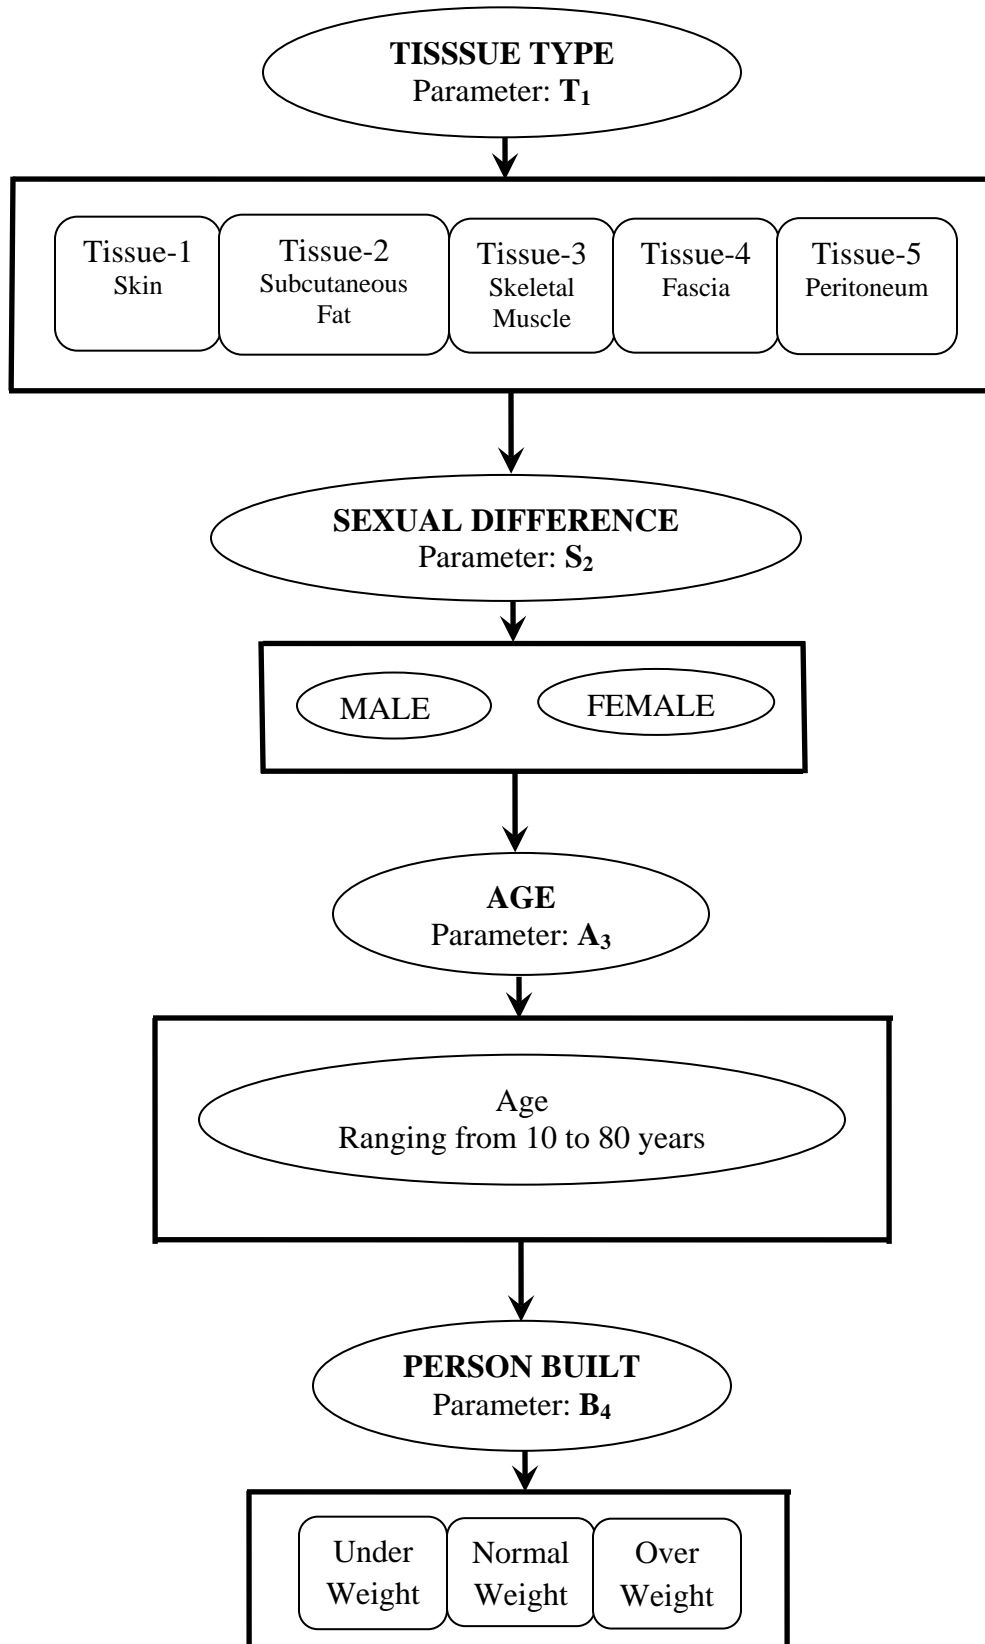 TISSSUE TYPE
Parameter: T₁
Tissue-1
Skin
Tissue-2
Subcutaneous
Fat
Tissue-3
Skeletal
Muscle
Tissue-4
Fascia
Tissue-5
Peritoneum
SEXUAL DIFFERENCE
Parameter: S₂
MALE
FEMALE
AGE
Parameter: A₃
Age
Ranging from 10 to 80 years
PERSON BUILT
Parameter: B₄
Under
Weight
Normal
Weight
Over
Weight